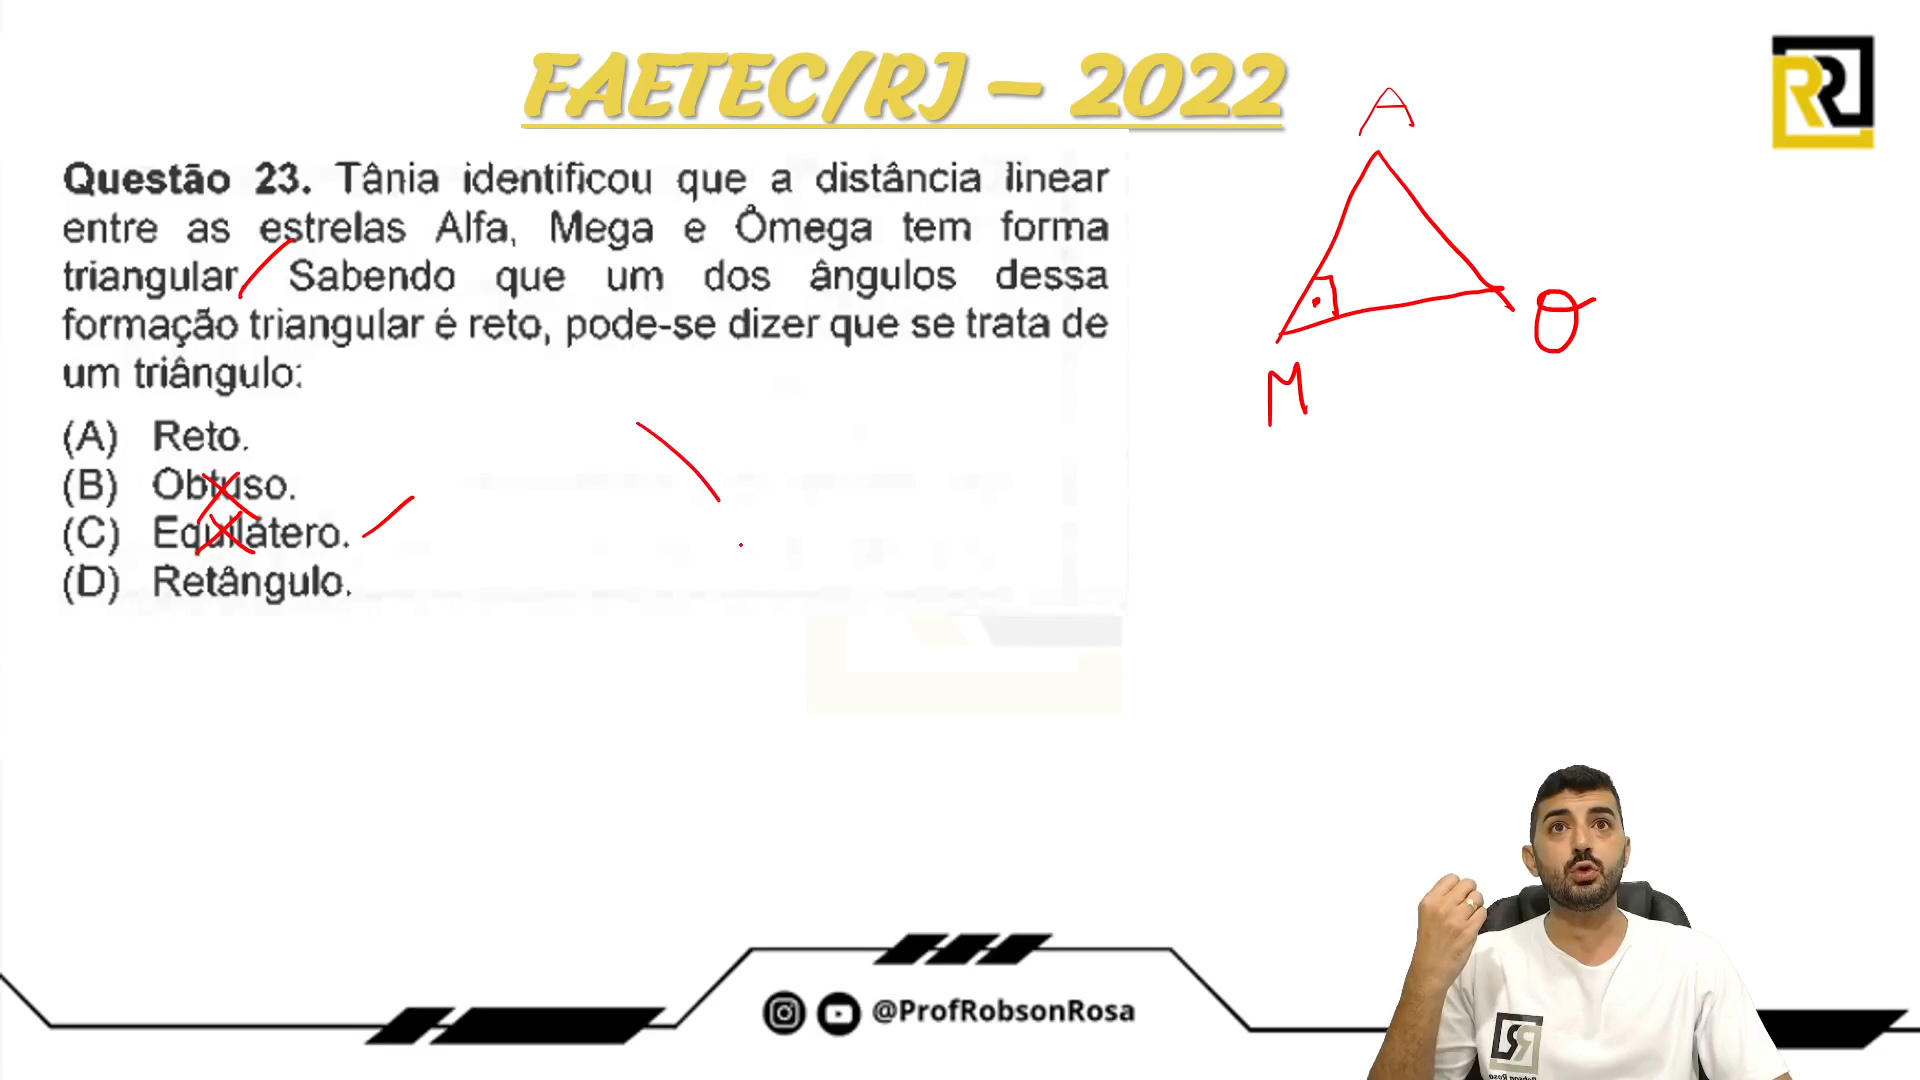 FAETEC/RJ – 2022
Questão 23. Tânia identificou que a distância linear
entre as estrelas Alfa, Mega e Ômega tem forma
triangular. Sabendo que um dos ângulos dessa
formação triangular é reto, pode-se dizer que se trata de
um triângulo:
(A) Reto.
(B) Obtuso.
(C) Equilátero.
(D) Retângulo.
A
M
O
RR
@ProfRobsonRosa